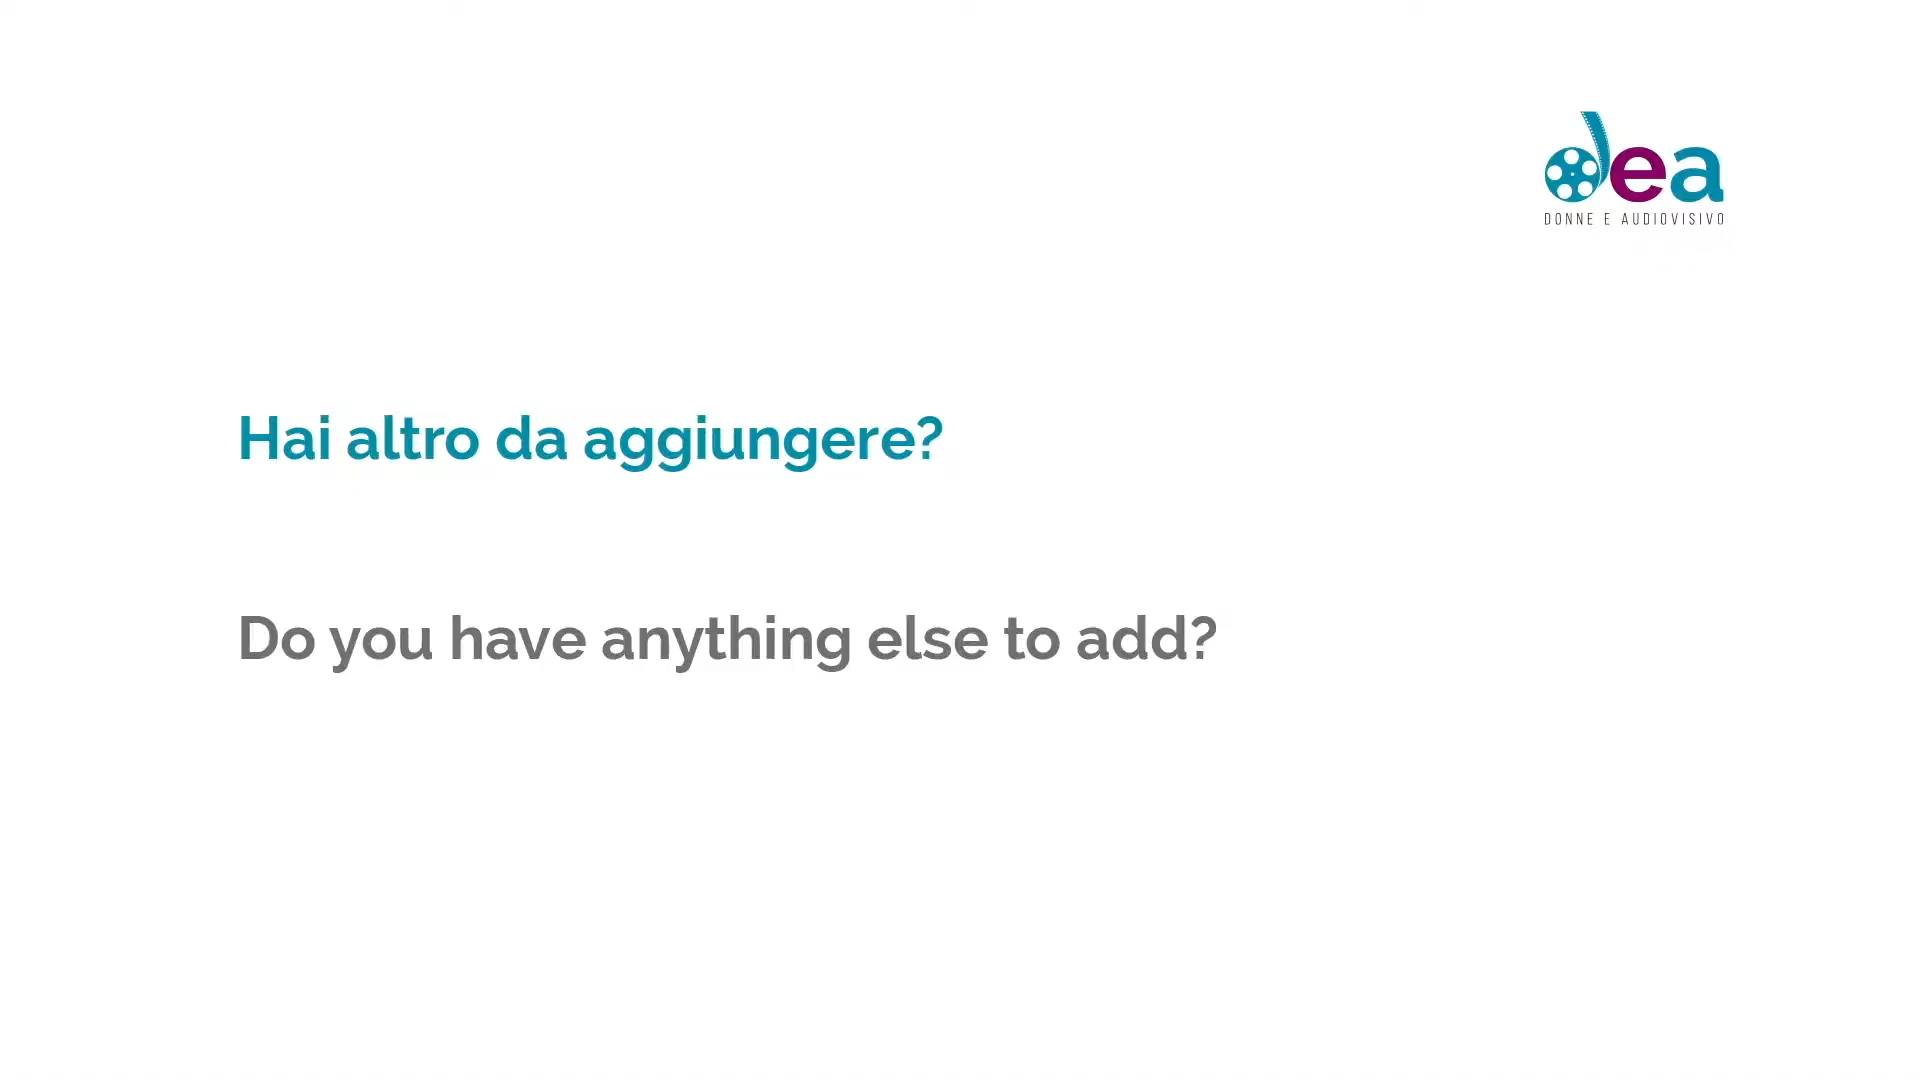 dea
DONNE E AUDIOVISIVO
Hai altro da aggiungere?
Do you have anything else to add?